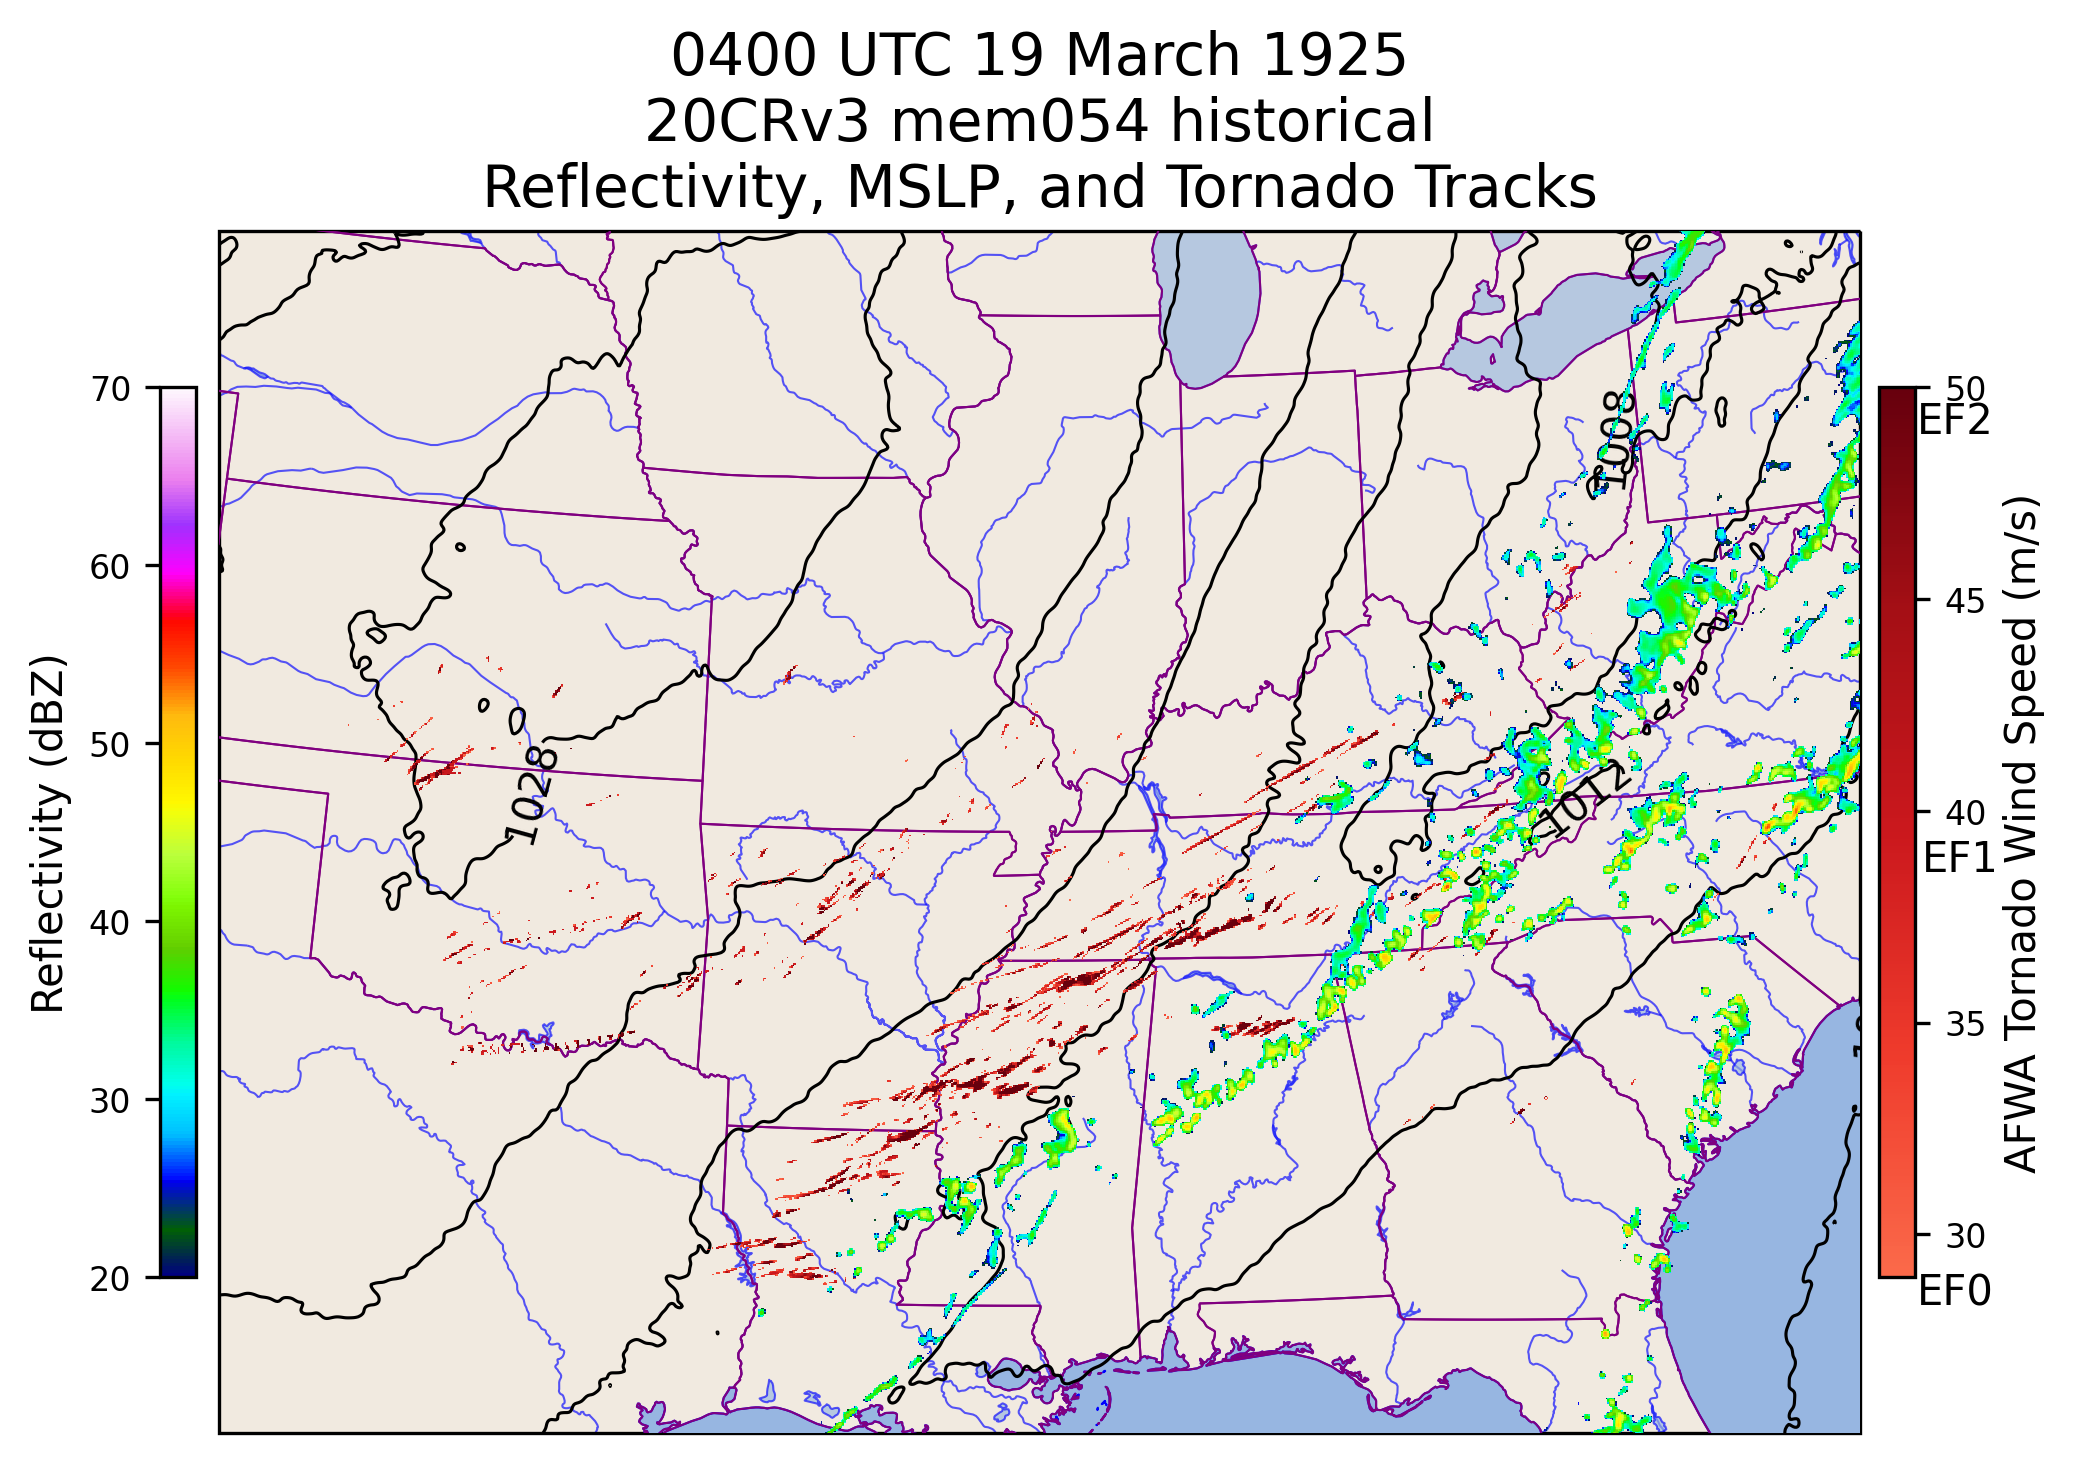 0400 UTC 19 March 1925
20CRv3 mem054 historical
Reflectivity, MSLP, and Tornado Tracks
Reflectivity (dBZ)
70
60
50
40
30
20
1008
1028
1012
50
EF2
45
40
EF1
35
30
EF0
AFWA Tornado Wind Speed (m/s)